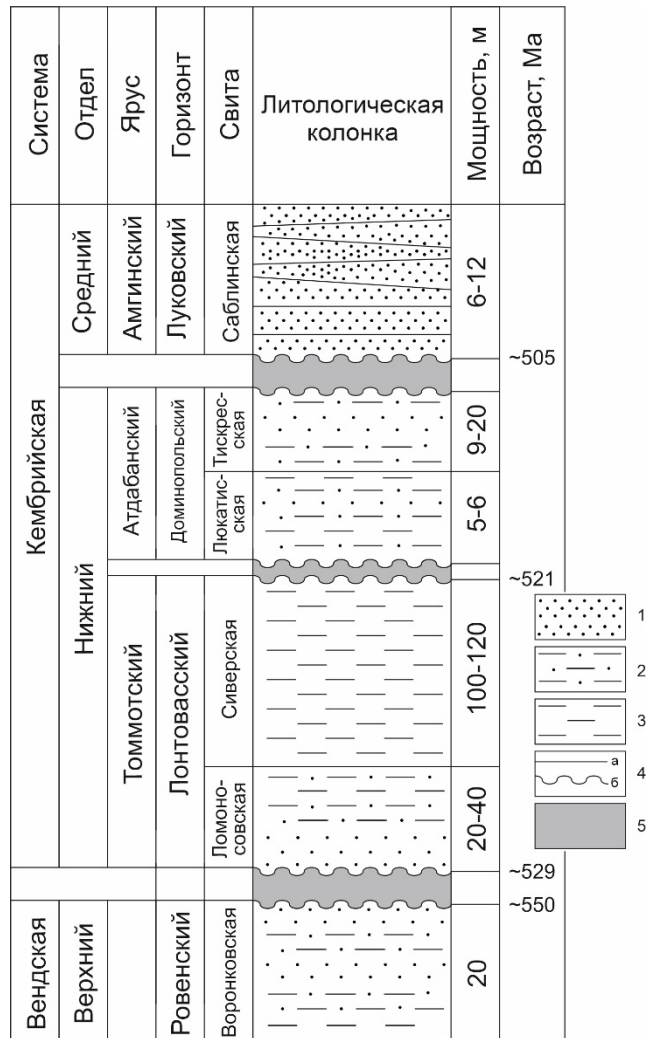 Система
Отдел
Ярус
Горизонт
Свита
Литологическая
колонка
Мощность, м
Возраст, Ма
Кембрийская
Средний
Амгинский
Луковский
Саблинская
6-12
~505
Нижний
Атдабанский
Доминопольский
Тискрес-
ская
9-20
Люкатис-
ская
5-6
~521
Томмотский
Лонтовасский
Сиверская
100-120
Ломоно-
совская
20-40
~529
~550
Вендская
Верхний
Ровенский
Воронковская
20
1
2
3
а
б
4
5